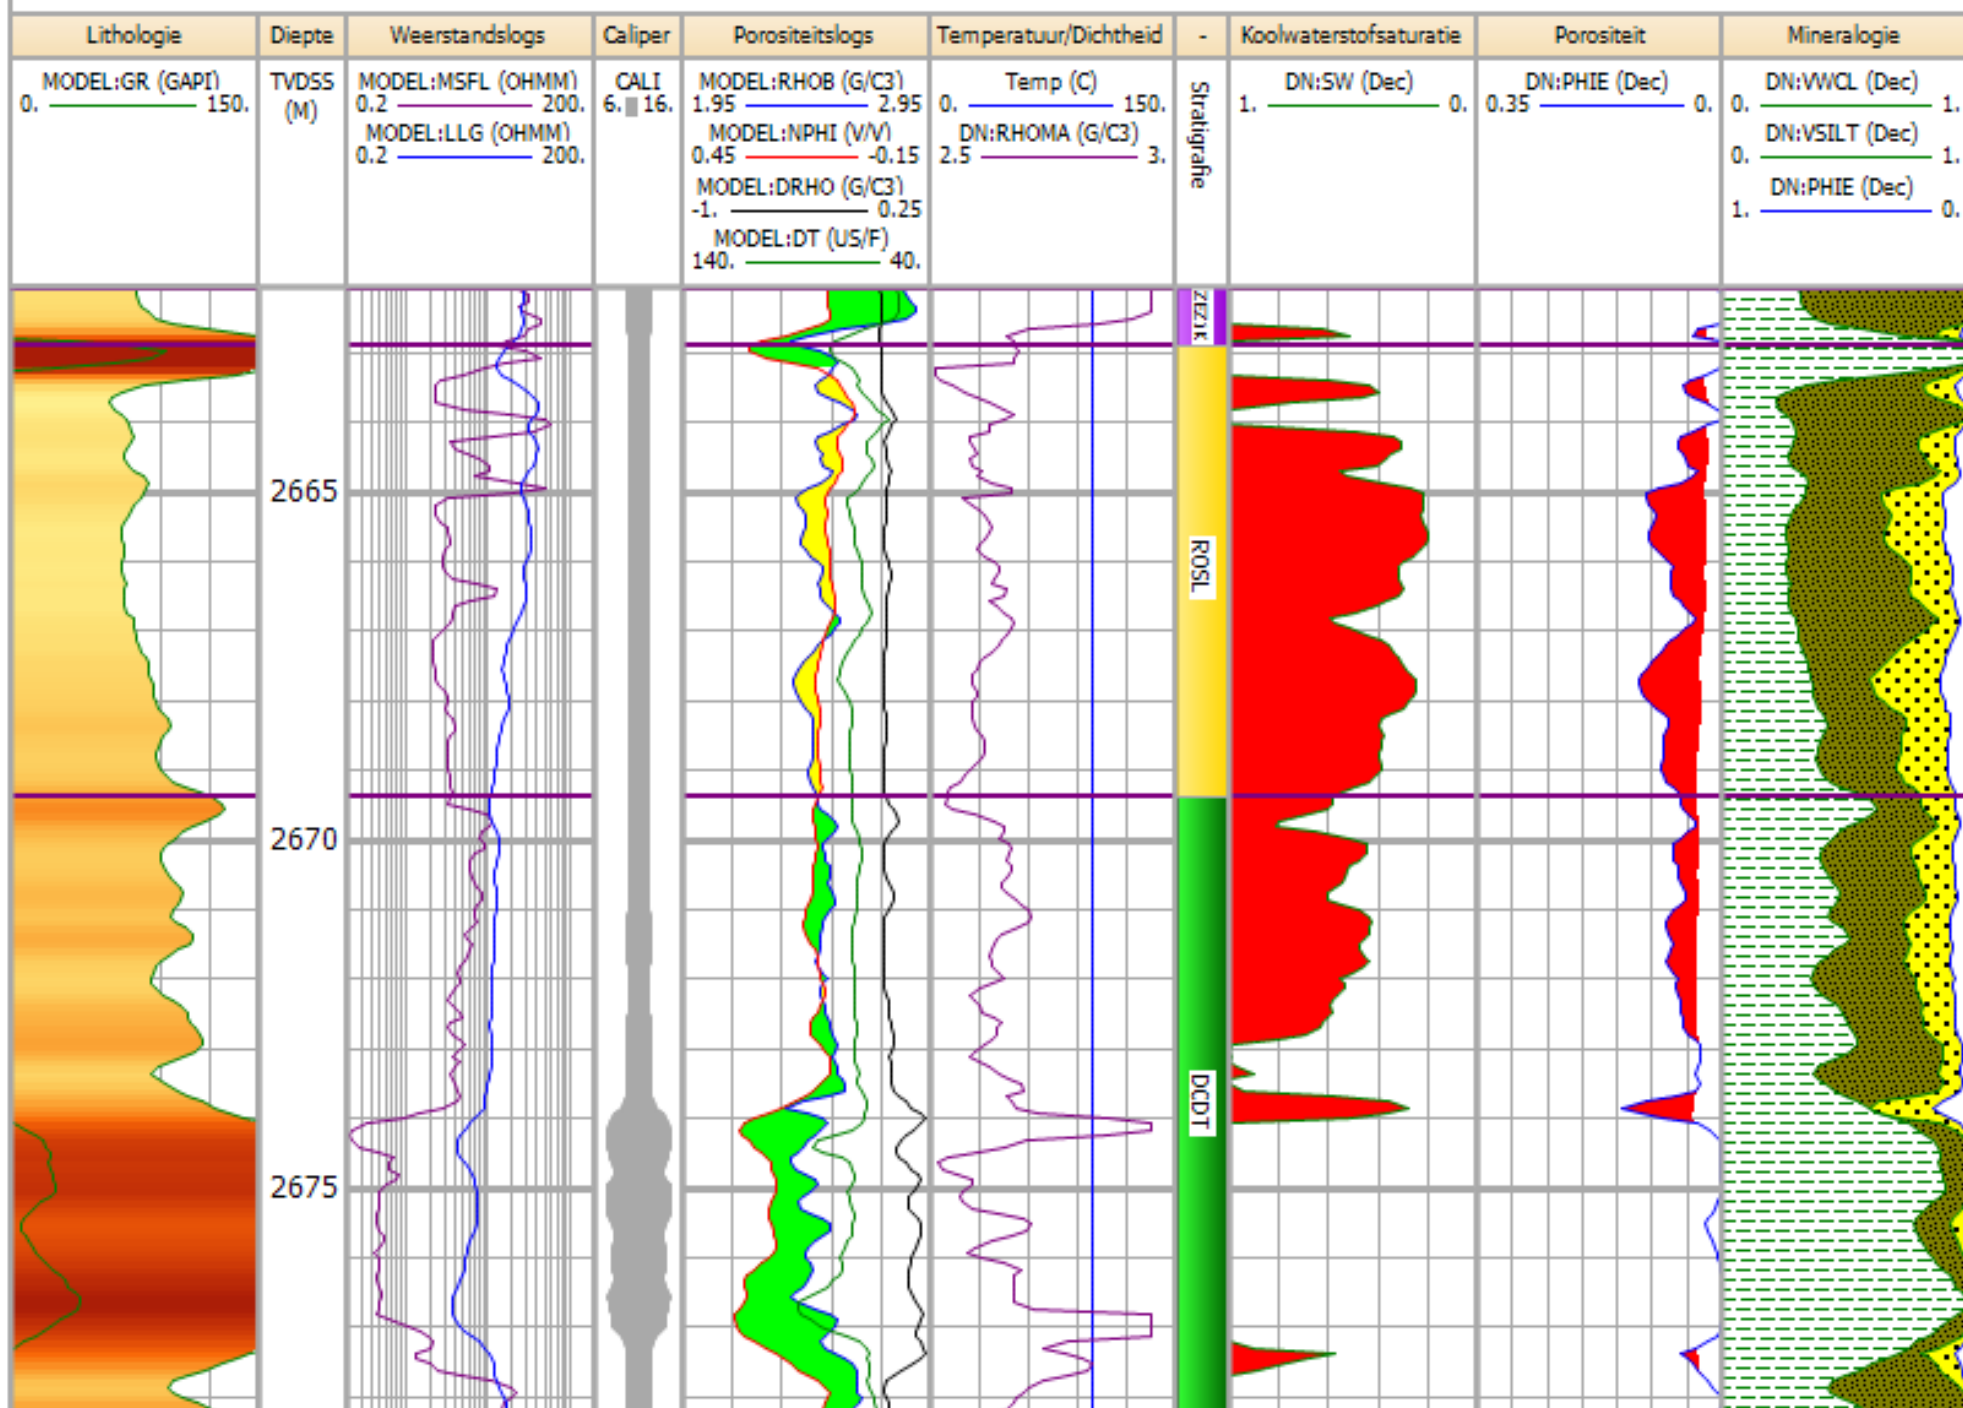 Lithologie Diepte Weerstandslogs Caliper Porositeitslogs Temperatuur/Dichtheid - Koolwaterstofsaturatie Porositeit Mineralogie
MODEL:GR (GAPI) TVDSS MODEL:MSFL (OHMM) CALI MODEL:RHOB (G/C3) Temp (C) DN:SW (Dec) DN:PHIE (Dec) DN:VWCL (Dec)
0. 150. (M) 0.2 200. 6. 16. 1.95 2.95 0. 150. 1. 0. 0.35 0. 0. 1.
MODEL:LLG (OHMM) MODEL:NPHI (V/V) DN:RHOMA (G/C3) DN:VSILT (Dec)
0.2 200. 0.45 -0.15 2.5 3. 0. 1.
MODEL:DRHO (G/C3) DN:PHIE (Dec)
-1. 0.25 1. 0.
MODEL:DT (US/F)
140. 40.
Stratigrafie
ZEZ1K
2665
ROSL
2670
DCDT
2675